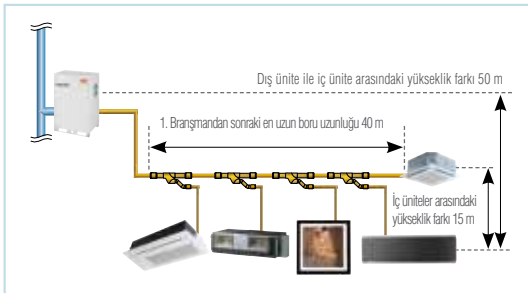 Dış ünite ile iç ünite arasındaki yükseklik farkı 50 m
1. Branşmandan sonraki en uzun boru uzunluğu 40 m
İç üniteler arasındaki
yükseklik farkı 15 m